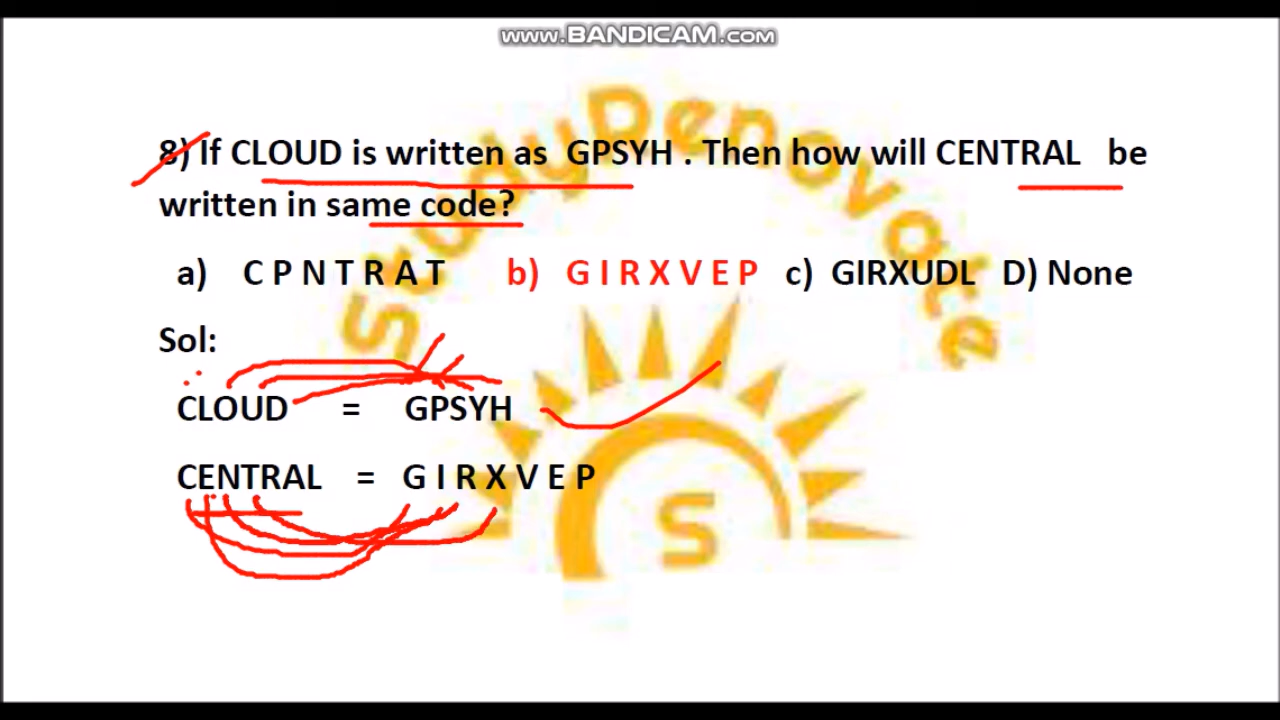 www.BANDICAM.com
StudyDenovate
8) If CLOUD is written as GPSYH . Then how will CENTRAL be
written in same code?
a) C P N T R A T b) G I R X V E P c) GIRXUDL D) None
Sol:
CLOUD = GPSYH
CENTRAL = G I R X V E P
S